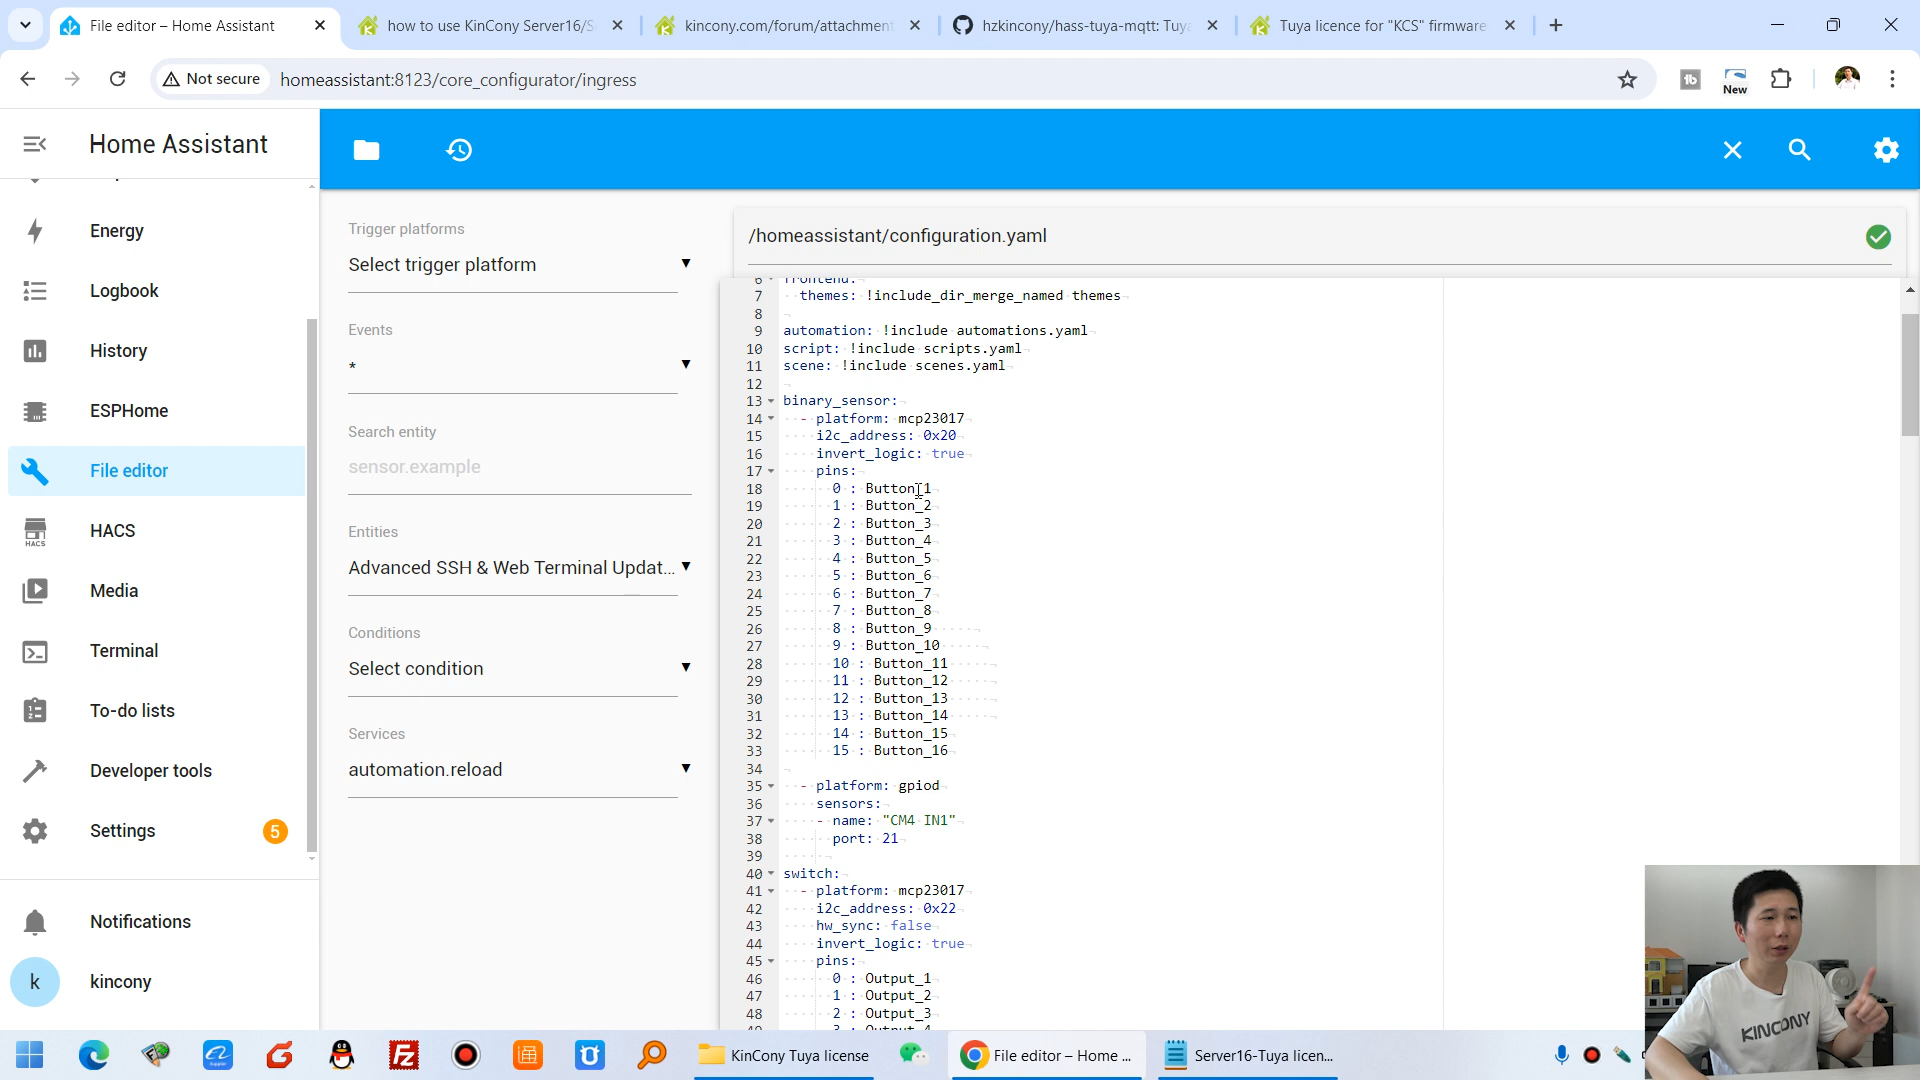 File editor – Home Assistant
how to use KinCony Server16/S
kincony.com/forum/attachment
hzkincony/hass-tuya-mqtt: Tuya
Tuya licence for "KCS" firmware
Not secure
homeassistant:8123/core_configurator/ingress
New
Home Assistant
Energy
Logbook
History
ESPHome
File editor
HACS
Media
Terminal
To-do lists
Developer tools
Settings
5
Notifications
k
kincony
Trigger platforms
Select trigger platform
Events
*
Search entity
sensor.example
Entities
Advanced SSH & Web Terminal Updat...
Conditions
Select condition
Services
automation.reload
/homeassistant/configuration.yaml
6 frontend:
7 themes: !include_dir_merge_named themes
8
9 automation: !include automations.yaml
10 script: !include scripts.yaml
11 scene: !include scenes.yaml
12
13 binary_sensor:
14 - platform: mcp23017
15 i2c_address: 0x20
16 invert_logic: true
17 pins:
18 0 : Button_1
19 1 : Button_2
20 2 : Button_3
21 3 : Button_4
22 4 : Button_5
23 5 : Button_6
24 6 : Button_7
25 7 : Button_8
26 8 : Button_9
27 9 : Button_10
28 10 : Button_11
29 11 : Button_12
30 12 : Button_13
31 13 : Button_14
32 14 : Button_15
33 15 : Button_16
34
35 - platform: gpiod
36 sensors:
37 - name: "CM4 IN1"
38 port: 21
39
40 switch:
41 - platform: mcp23017
42 i2c_address: 0x22
43 hw_sync: false
44 invert_logic: true
45 pins:
46 0 : Output_1
47 1 : Output_2
48 2 : Output_3
49 3 : Output_4
KINCONY
KinCony Tuya license
File editor – Home ...
Server16-Tuya licen...